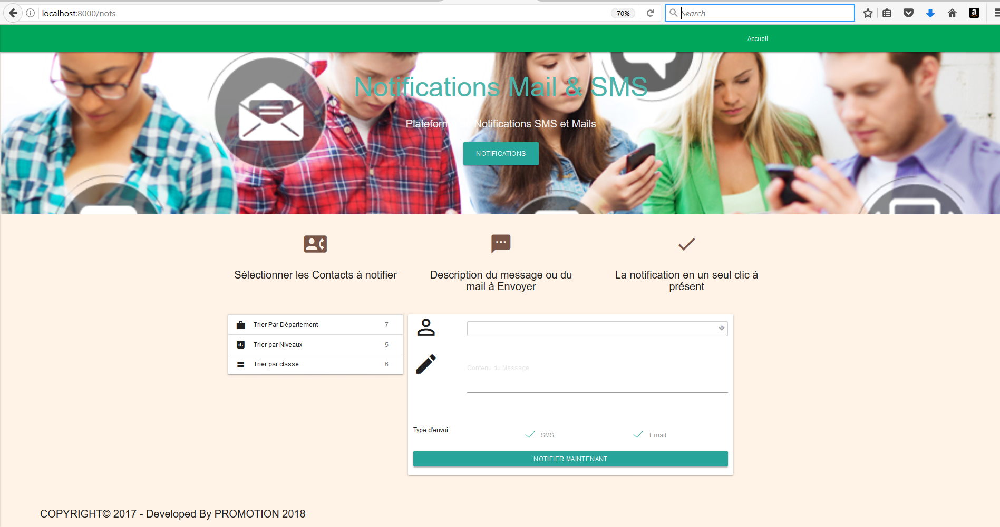 localhost:8000/nots
70%
Search
Accueil
Notifications Mail & SMS
Plateform Notifications SMS et Mails
NOTIFICATIONS
Sélectionner les Contacts à notifier
Description du message ou du
mail à Envoyer
La notification en un seul clic à
présent
Trier Par Département 7
Trier par Niveaux 5
Trier par classe 6
Contenu du Message
Type d'envoi :
SMS
Email
NOTIFIER MAINTENANT
COPYRIGHT© 2017 - Developed By PROMOTION 2018